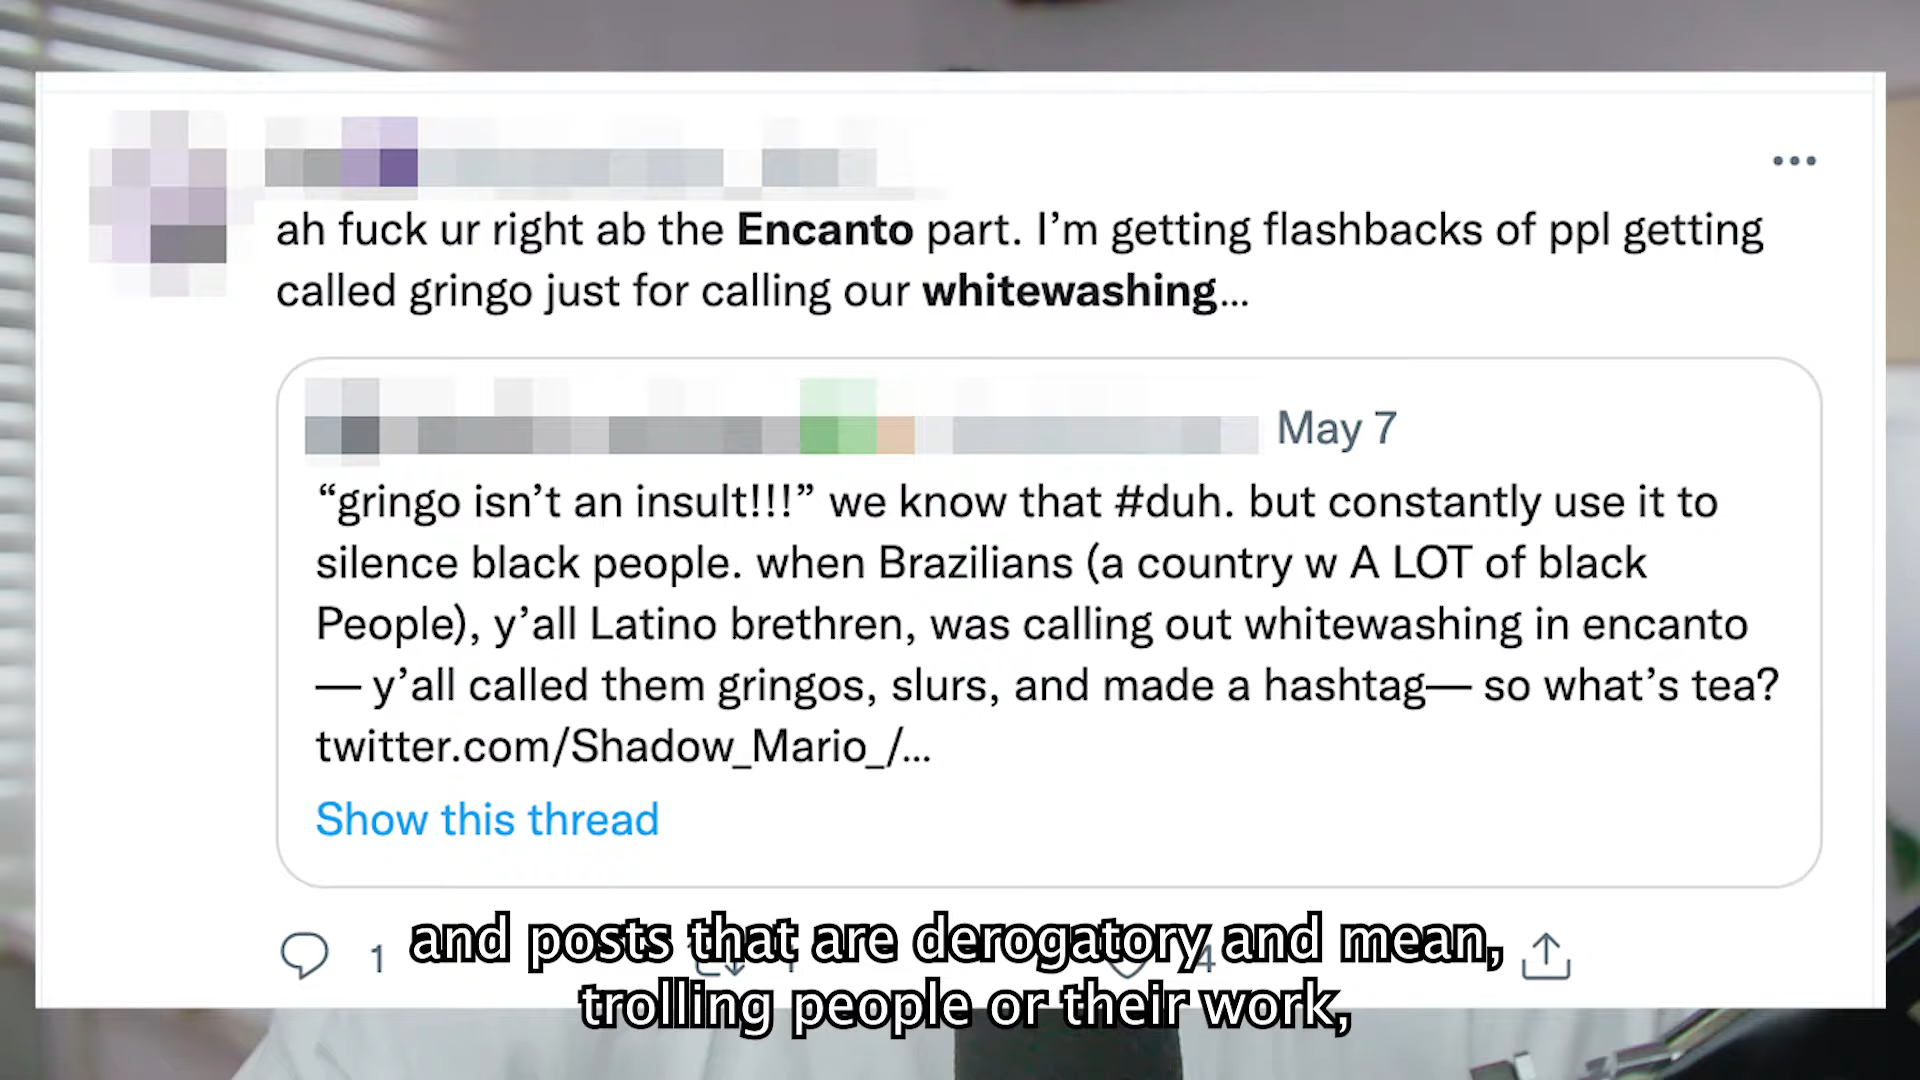 ah fuck ur right ab the Encanto part. I’m getting flashbacks of ppl getting
called gringo just for calling our whitewashing...
May 7
“gringo isn’t an insult!!!” we know that #duh. but constantly use it to
silence black people. when Brazilians (a country w A LOT of black
People), y’all Latino brethren, was calling out whitewashing in encanto
— y’all called them gringos, slurs, and made a hashtag— so what’s tea?
twitter.com/Shadow_Mario_/...
Show this thread
1 1 4
and posts that are derogatory and mean,
trolling people or their work,